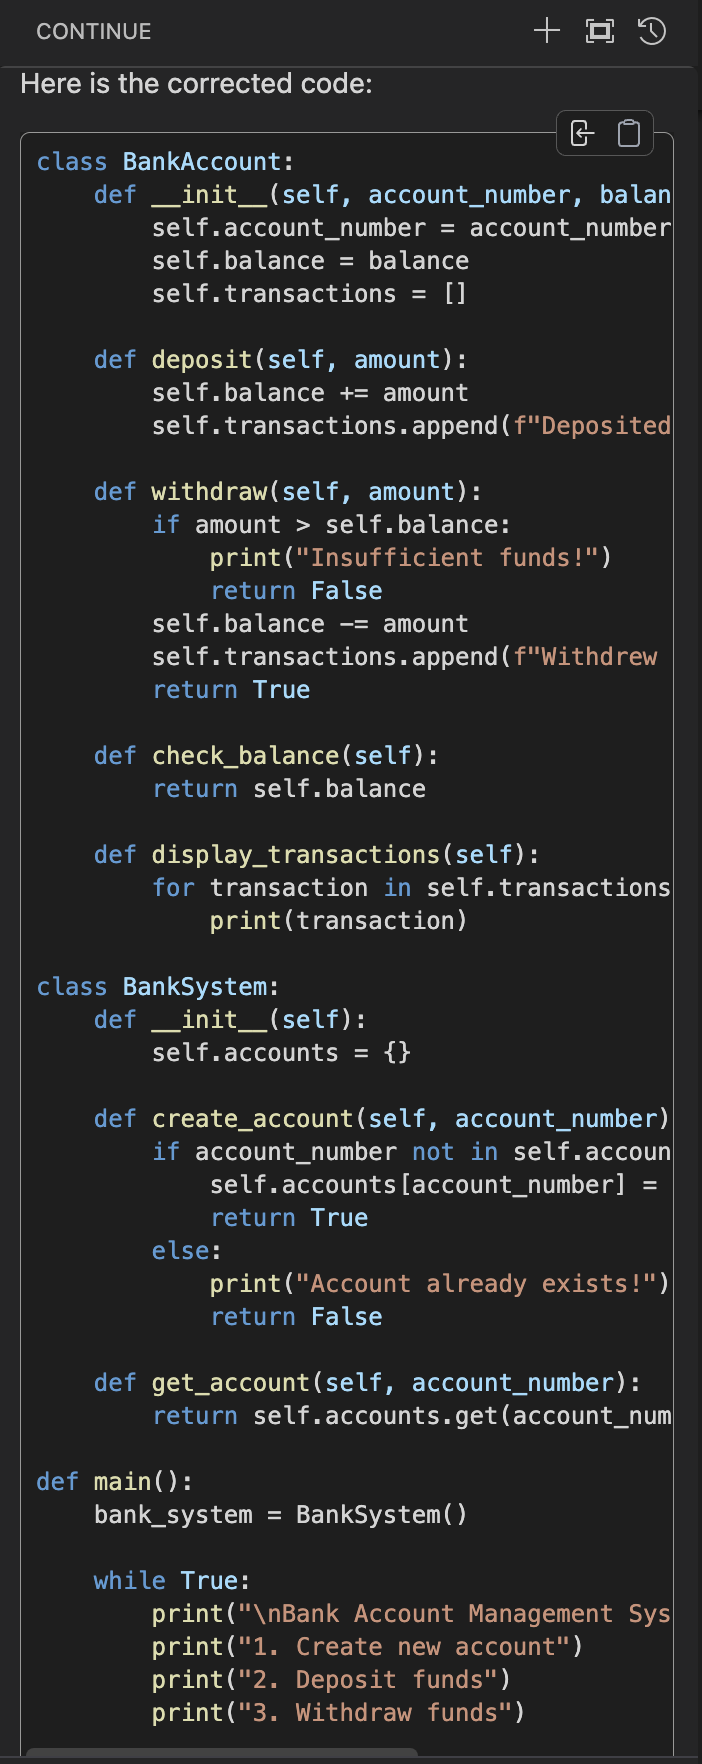 CONTINUE
Here is the corrected code:
class BankAccount:
    def __init__(self, account_number, balan
        self.account_number = account_number
        self.balance = balance
        self.transactions = []
    def deposit(self, amount):
        self.balance += amount
        self.transactions.append(f"Deposited
    def withdraw(self, amount):
        if amount > self.balance:
            print("Insufficient funds!")
            return False
        self.balance -= amount
        self.transactions.append(f"Withdrew
        return True
    def check_balance(self):
        return self.balance
    def display_transactions(self):
        for transaction in self.transactions
            print(transaction)
class BankSystem:
    def __init__(self):
        self.accounts = {}
    def create_account(self, account_number)
        if account_number not in self.accoun
            self.accounts[account_number] =
            return True
        else:
            print("Account already exists!")
            return False
    def get_account(self, account_number):
        return self.accounts.get(account_num
def main():
    bank_system = BankSystem()
    while True:
        print("\nBank Account Management Sys
        print("1. Create new account")
        print("2. Deposit funds")
        print("3. Withdraw funds")